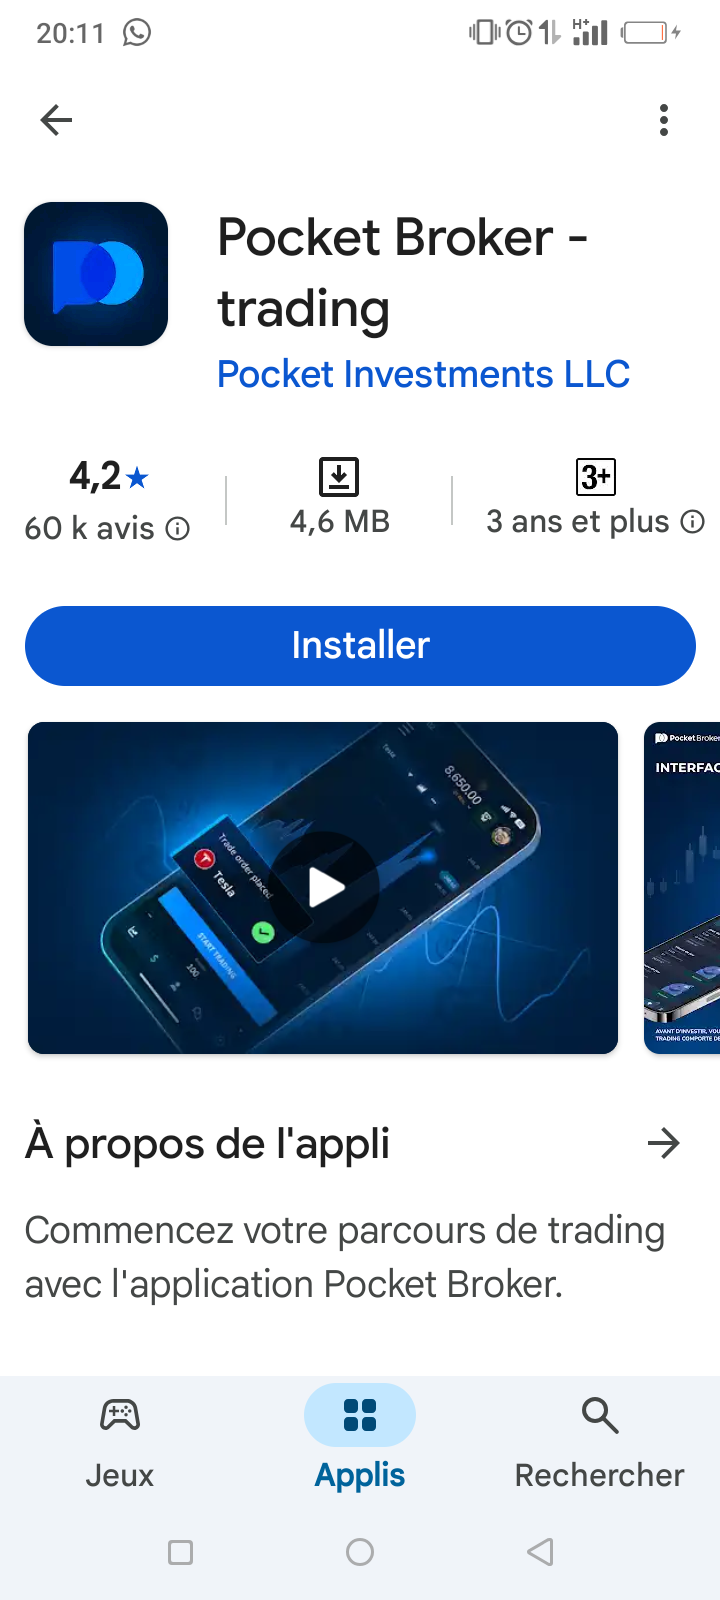 20:11
H+
Pocket Broker -
trading
Pocket Investments LLC
4,2★
60 k avis
4,6 MB
3+
3 ans et plus
Installer
Tesla
8,650.00
Trade order placed
Tesla
START TRADING
100
Pocket Broker
INTERFAC
AVANT D'INVESTIR, VOU
TRADING COMPORTE DE
À propos de l'appli
Commencez votre parcours de trading
avec l'application Pocket Broker.
Jeux
Applis
Rechercher